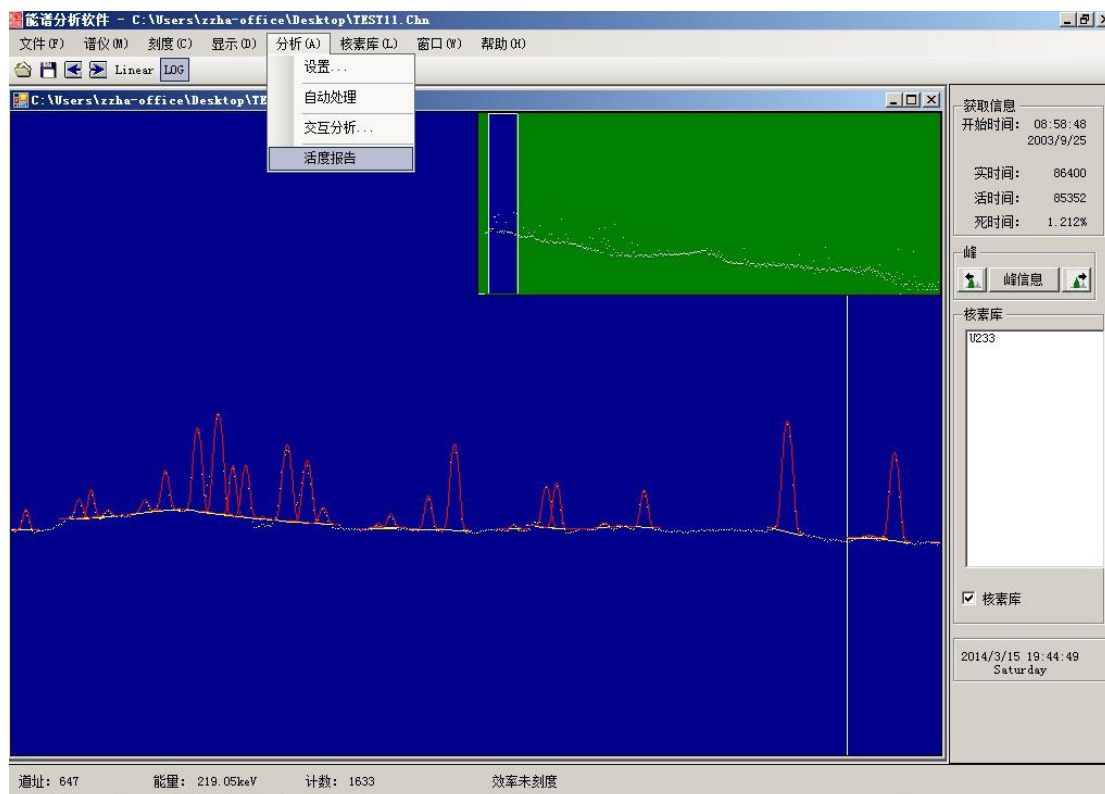 能谱分析软件 - C:\Users\zzha-office\Desktop\TEST11.Chn
文件(F) 谱仪(M) 刻度(C) 显示(D) 分析(A) 核素库(L) 窗口(W) 帮助(H)
Linear LOG
设置...
自动处理
交互分析...
活度报告
C:\Users\zzha-office\Desktop\TE
获取信息
开始时间: 08:58:48
2003/9/25
实时间: 86400
活时间: 85352
死时间: 1.212%
峰
峰信息
核素库
U233
核素库
2014/3/15 19:44:49
Saturday
道址: 647 能量: 219.05keV 计数: 1633 效率未刻度